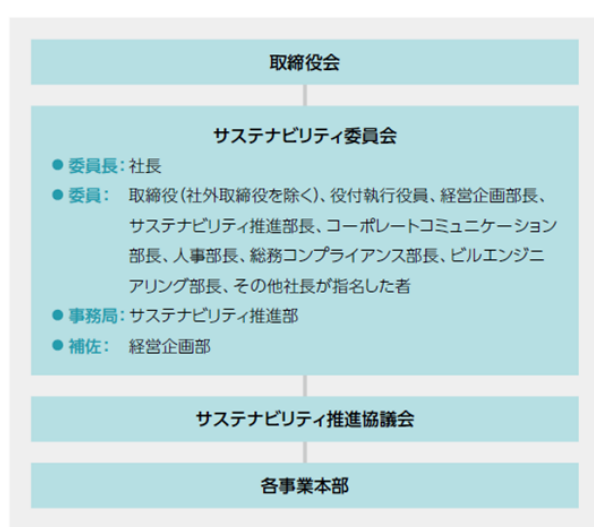 取締役会
サステナビリティ委員会
●委員長：社長
●委員： 取締役（社外取締役を除く）、役付執行役員、経営企画部長、
サステナビリティ推進部長、コーポレートコミュニケーション
部長、人事部長、総務コンプライアンス部長、ビルエンジニ
アリング部長、その他社長が指名した者
●事務局：サステナビリティ推進部
●補佐： 経営企画部
サステナビリティ推進協議会
各事業本部